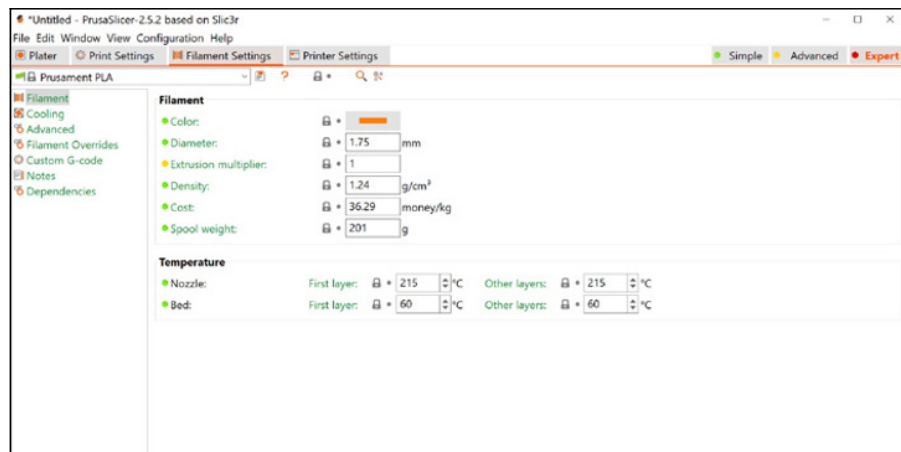 *Untitled - PrusaSlicer-2.5.2 based on Slic3r
File Edit Window View Configuration Help
Plater Print Settings Filament Settings Printer Settings Simple Advanced Expert
Prusament PLA ?
Filament
Cooling
Advanced
Filament Overrides
Custom G-code
Notes
Dependencies
Filament
Color:
Diameter: 1.75 mm
Extrusion multiplier: 1
Density: 1.24 g/cm³
Cost: 36.29 money/kg
Spool weight: 201 g
Temperature
Nozzle: First layer: 215 °C Other layers: 215 °C
Bed: First layer: 60 °C Other layers: 60 °C